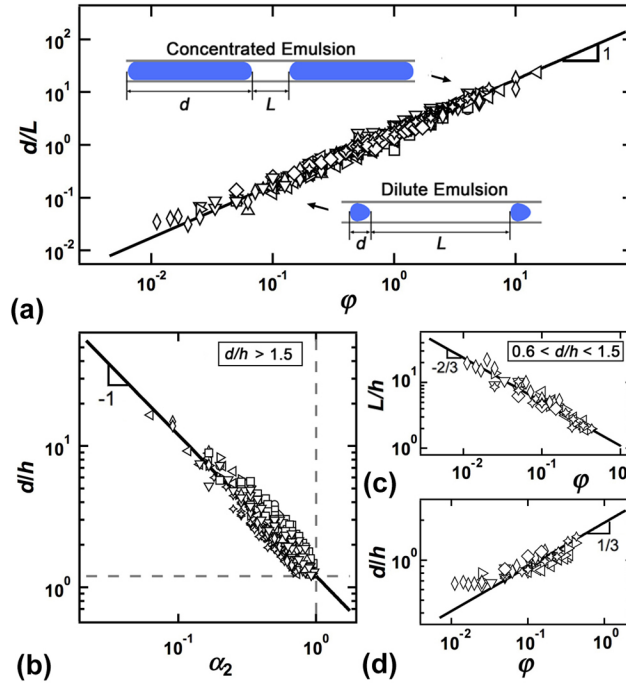 10²
10¹
10⁰
10⁻¹
10⁻²
d/L
Concentrated Emulsion
d
L
1
Dilute Emulsion
d
L
10⁻² 10⁻¹ 10⁰ 10¹
φ
(a)
d/h > 1.5
-1
10¹
10⁰
d/h
10⁻¹ 10⁰
α₂
(b)
0.6 < d/h < 1.5
-2/3
10¹
10⁰
L/h
10⁻² 10⁻¹ 10⁰
φ
(c)
1/3
10⁰
d/h
10⁻² 10⁻¹ 10⁰
φ
(d)